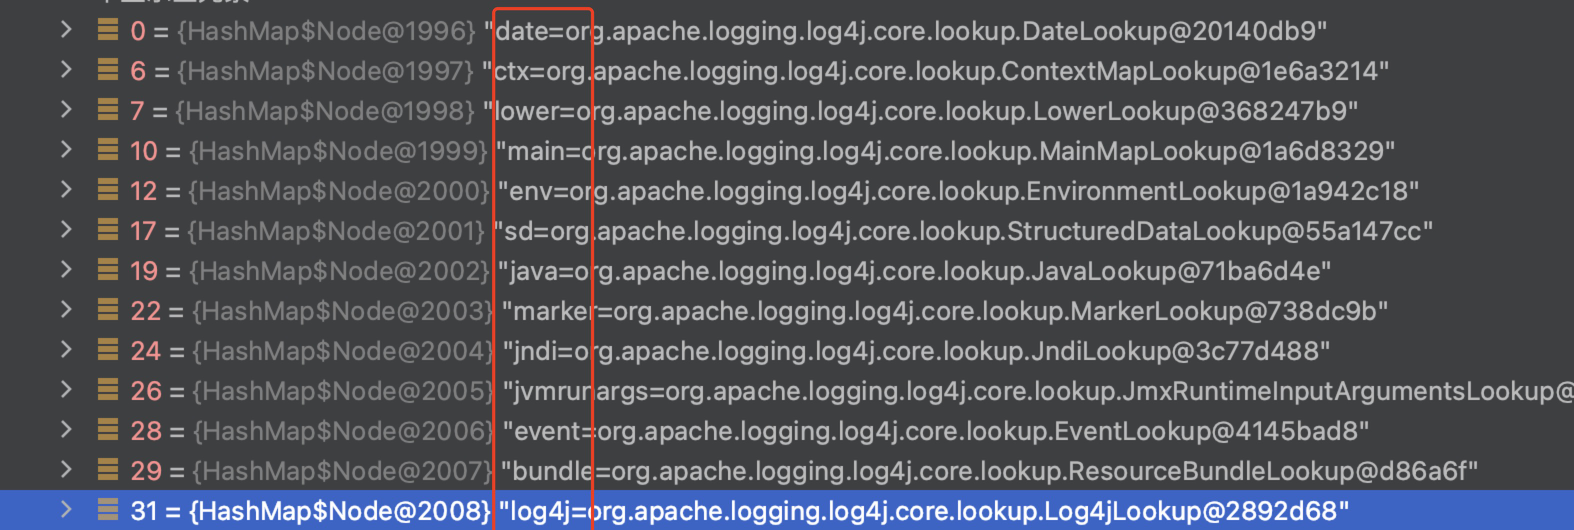 0 = {HashMap$Node@1996} "date=org.apache.logging.log4j.core.lookup.DateLookup@20140db9"
6 = {HashMap$Node@1997} "ctx=org.apache.logging.log4j.core.lookup.ContextMapLookup@1e6a3214"
7 = {HashMap$Node@1998} "lower=org.apache.logging.log4j.core.lookup.LowerLookup@368247b9"
10 = {HashMap$Node@1999} "main=org.apache.logging.log4j.core.lookup.MainMapLookup@1a6d8329"
12 = {HashMap$Node@2000} "env=org.apache.logging.log4j.core.lookup.EnvironmentLookup@1a942c18"
17 = {HashMap$Node@2001} "sd=org.apache.logging.log4j.core.lookup.StructuredDataLookup@55a147cc"
19 = {HashMap$Node@2002} "java=org.apache.logging.log4j.core.lookup.JavaLookup@71ba6d4e"
22 = {HashMap$Node@2003} "marker=org.apache.logging.log4j.core.lookup.MarkerLookup@738dc9b"
24 = {HashMap$Node@2004} "jndi=org.apache.logging.log4j.core.lookup.JndiLookup@3c77d488"
26 = {HashMap$Node@2005} "jvmrunargs=org.apache.logging.log4j.core.lookup.JmxRuntimeInputArgumentsLookup@
28 = {HashMap$Node@2006} "event=org.apache.logging.log4j.core.lookup.EventLookup@4145bad8"
29 = {HashMap$Node@2007} "bundle=org.apache.logging.log4j.core.lookup.ResourceBundleLookup@d86a6f"
31 = {HashMap$Node@2008} "log4j=org.apache.logging.log4j.core.lookup.Log4jLookup@2892d68"